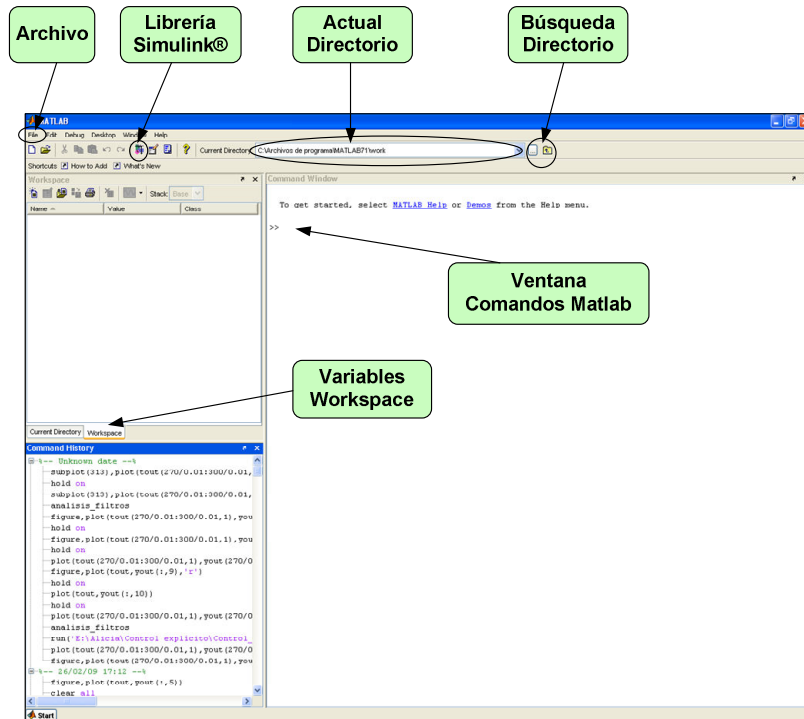 Archivo
Librería
Simulink®
Actual
Directorio
Búsqueda
Directorio
MATLAB
File Edit Debug Desktop Window Help
Current Directory: C:\Archivos de programa\MATLAB71\work
Shortcuts How to Add What's New
Workspace
Stack: Base
Name Value Class
Command Window
To get started, select MATLAB Help or Demos from the Help menu.
>>
Ventana
Comandos Matlab
Variables
Workspace
Current Directory Workspace
Command History
%-- Unknown date --%
subplot(313),plot(tout(270/0.01:300/0.01,
hold on
subplot(313),plot(tout(270/0.01:300/0.01,
analisis_filtros
figure,plot(tout(270/0.01:300/0.01,1),you
hold on
figure,plot(tout(270/0.01:300/0.01,1),you
hold on
plot(tout(270/0.01:300/0.01,1),yout(270/0
figure,plot(tout,yout(:,9),'r')
hold on
plot(tout,yout(:,10))
hold on
plot(tout(270/0.01:300/0.01,1),yout(270/0
analisis_filtros
run('E:\Alicia\Control explicito\Control_
plot(tout(270/0.01:300/0.01,1),yout(270/0
figure,plot(tout(270/0.01:300/0.01,1),you
%-- 26/02/09 17:12 --%
figure,plot(tout,yout(:,5))
clear all
Start